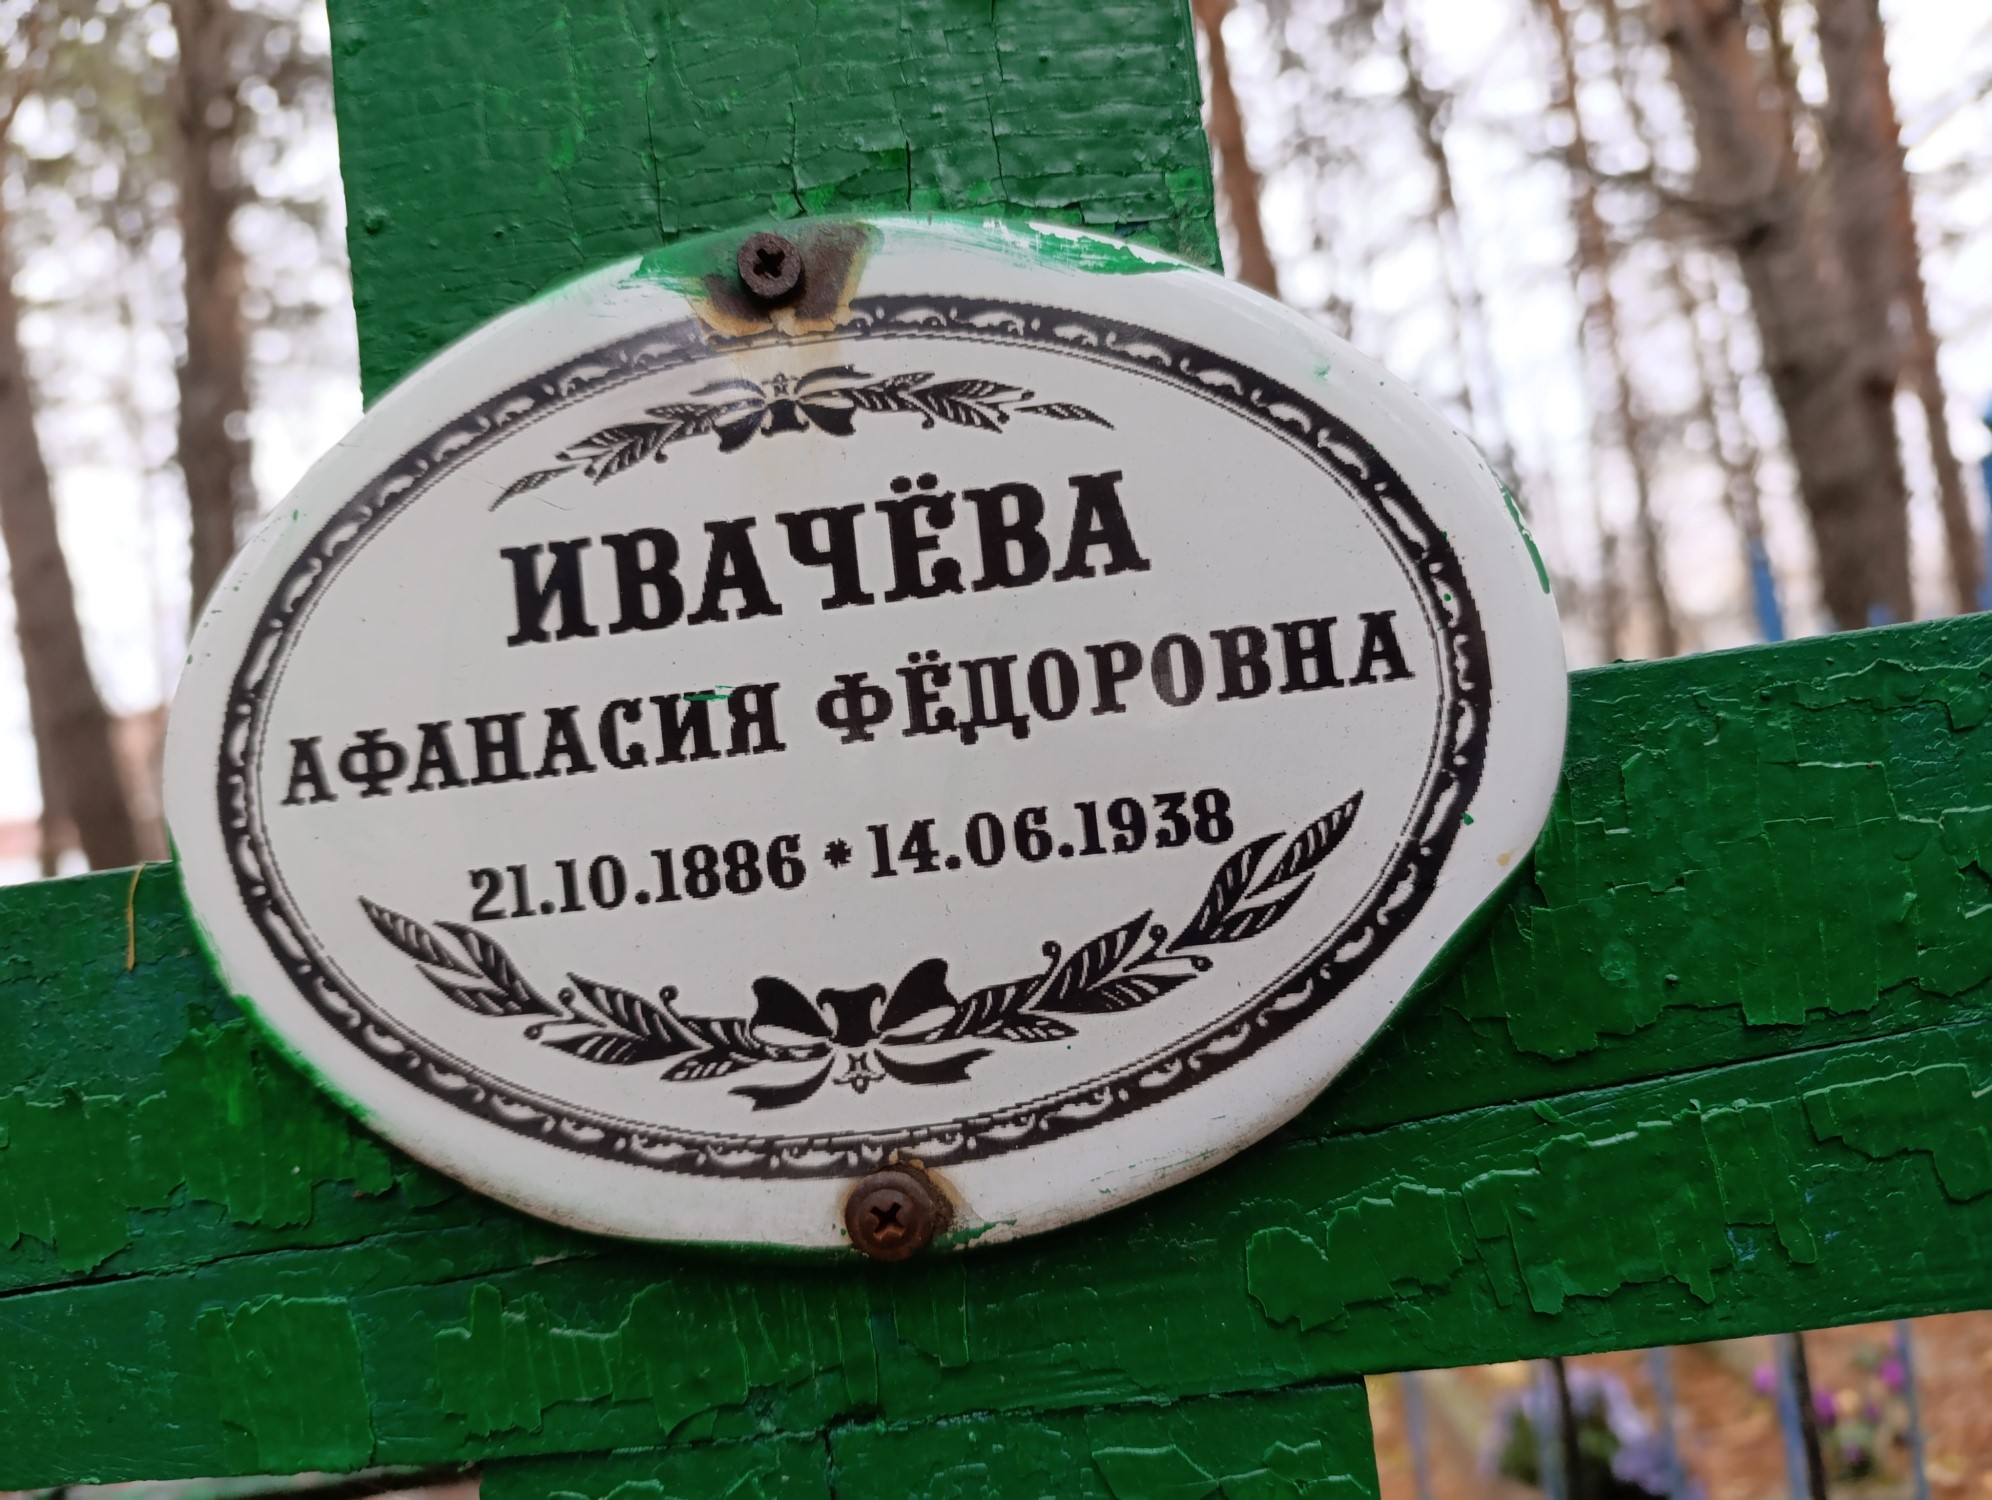 ИВАЧЁВА
АФАНАСИЯ ФЁДОРОВНА
21.10.1886 * 14.06.1938